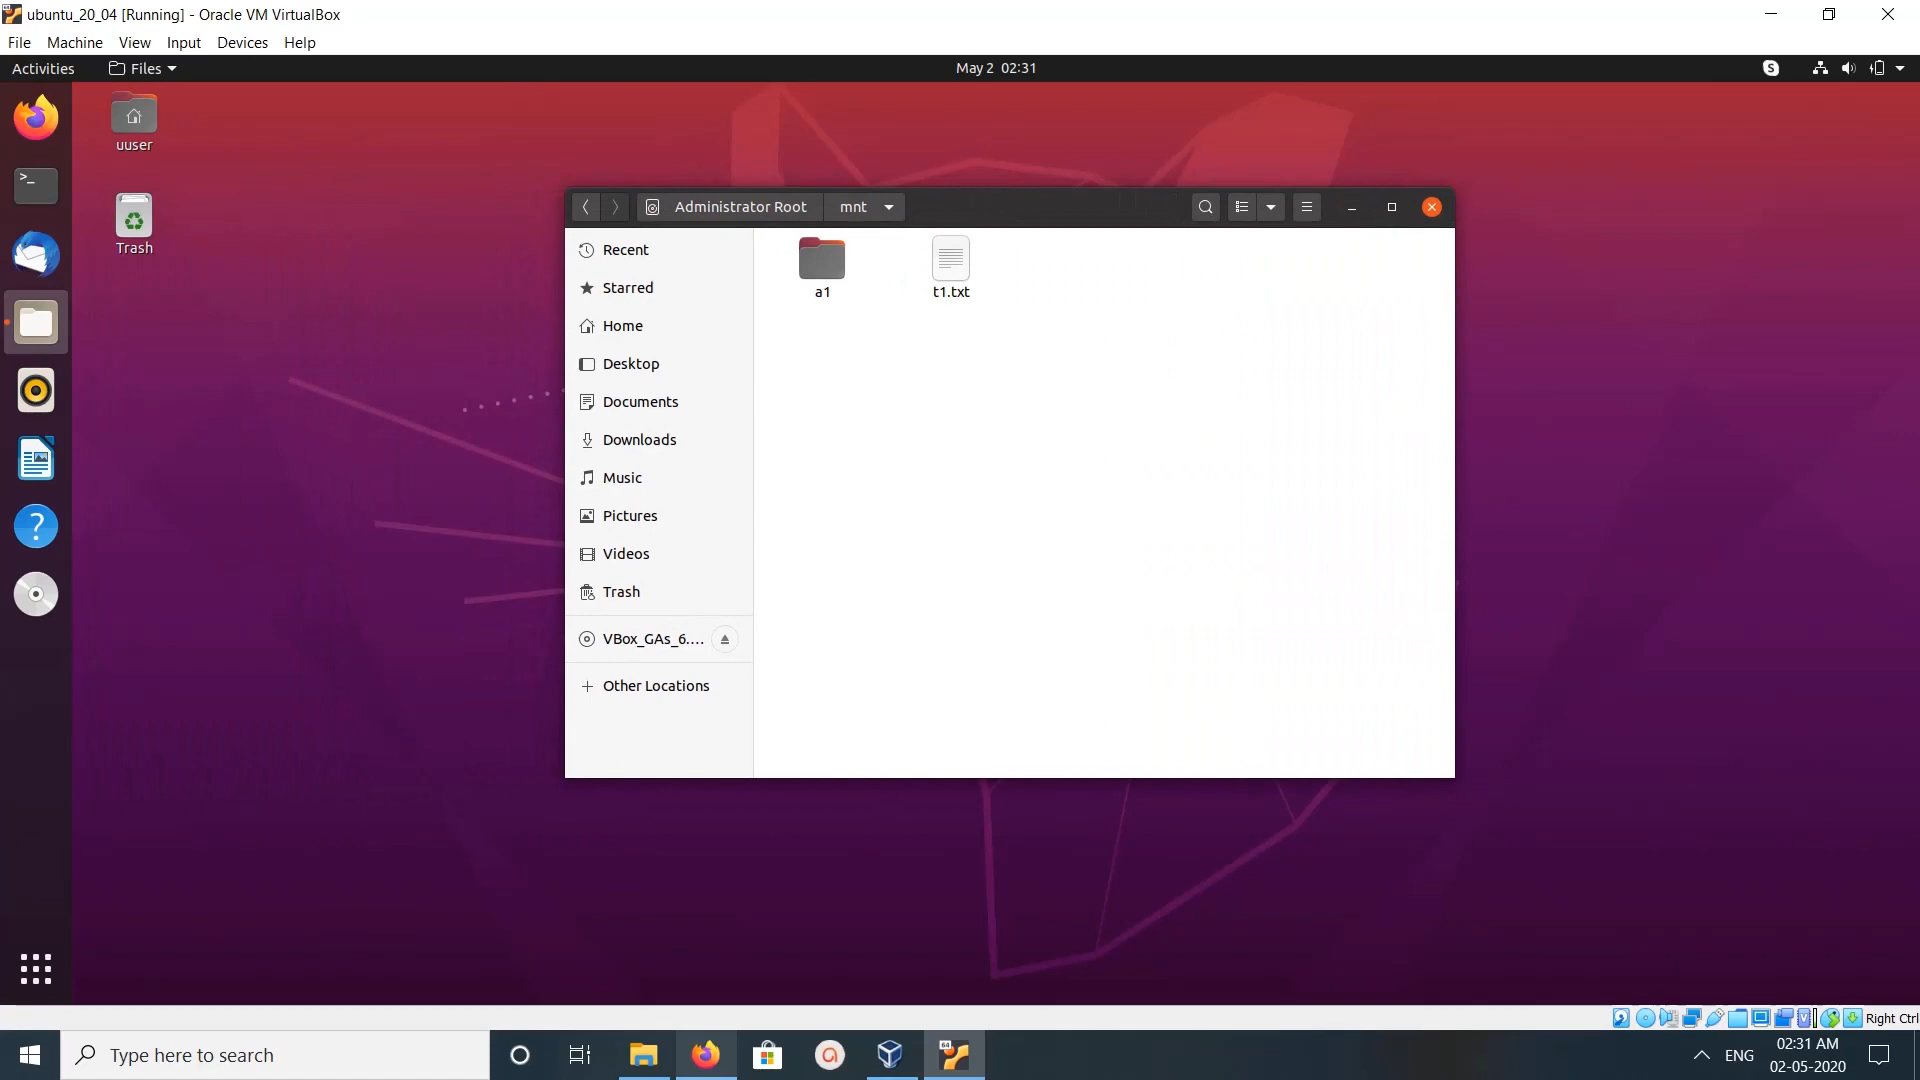 ubuntu_20_04 [Running] - Oracle VM VirtualBox
File Machine View Input Devices Help
Activities Files May 2 02:31
uuser
Trash
Administrator Root mnt
Recent
Starred
Home
Desktop
Documents
Downloads
Music
Pictures
Videos
Trash
VBox_GAs_6....
Other Locations
a1
t1.txt
Right Ctrl
Type here to search
ENG
02:31 AM
02-05-2020